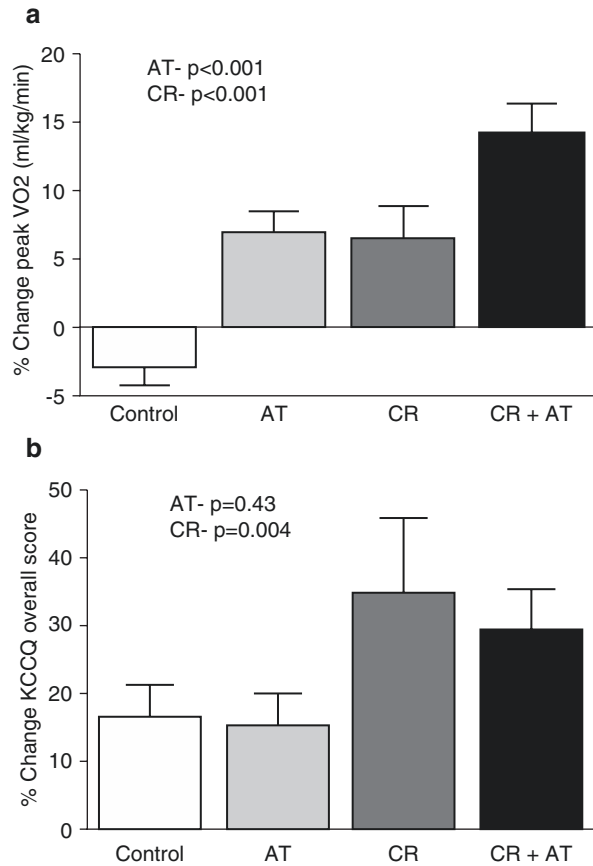 a
% Change peak VO2 (ml/kg/min)
20
15
10
5
0
-5
AT- p<0.001
CR- p<0.001
Control AT CR CR + AT
b
% Change KCCQ overall score
50
40
30
20
10
0
AT- p=0.43
CR- p=0.004
Control AT CR CR + AT